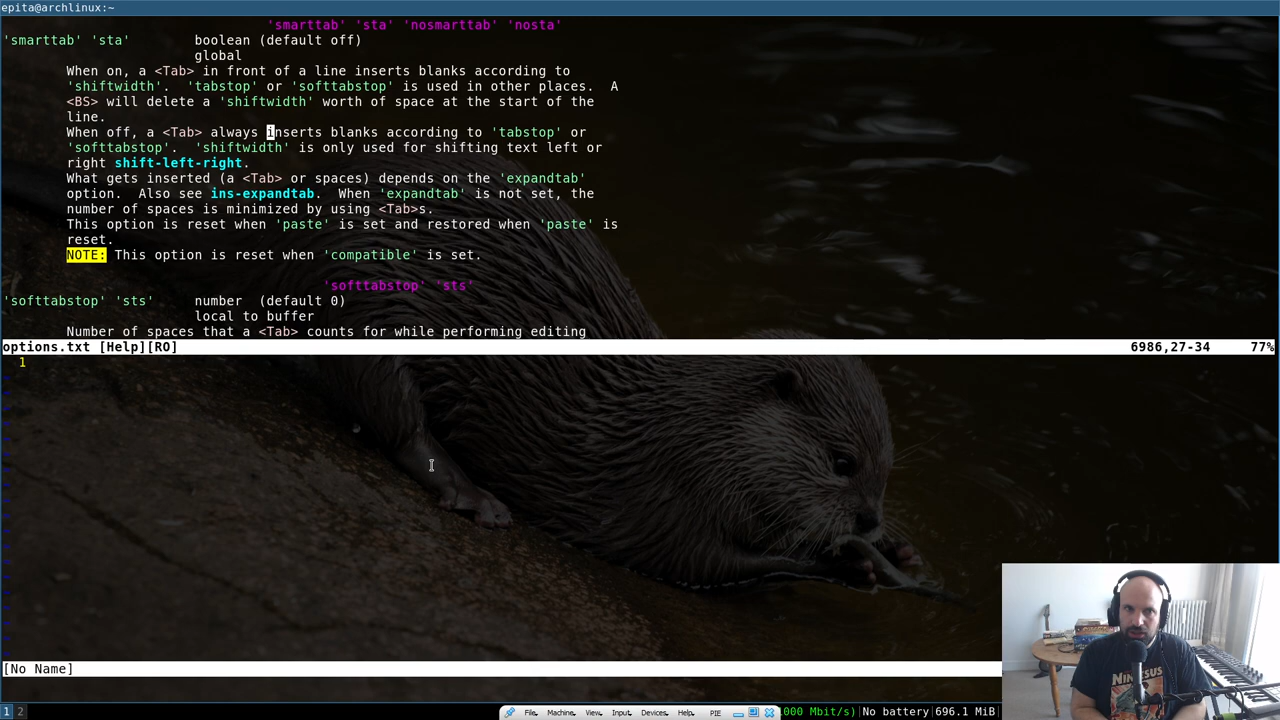 epita@archlinux:~
'smarttab' 'sta' 'nosmarttab' 'nosta'
'smarttab' 'sta' boolean (default off)
global
When on, a <Tab> in front of a line inserts blanks according to
'shiftwidth'. 'tabstop' or 'softtabstop' is used in other places. A
<BS> will delete a 'shiftwidth' worth of space at the start of the
line.
When off, a <Tab> always inserts blanks according to 'tabstop' or
'softtabstop'. 'shiftwidth' is only used for shifting text left or
right shift-left-right.
What gets inserted (a <Tab> or spaces) depends on the 'expandtab'
option. Also see ins-expandtab. When 'expandtab' is not set, the
number of spaces is minimized by using <Tab>s.
This option is reset when 'paste' is set and restored when 'paste' is
reset.
NOTE: This option is reset when 'compatible' is set.
'softtabstop' 'sts'
'softtabstop' 'sts' number (default 0)
local to buffer
Number of spaces that a <Tab> counts for while performing editing
options.txt [Help][RO] 6986,27-34 77%
1
[No Name]
1 2 File Machine View Input Devices Help PIE 000 Mbit/s)|No battery|696.1 MiB